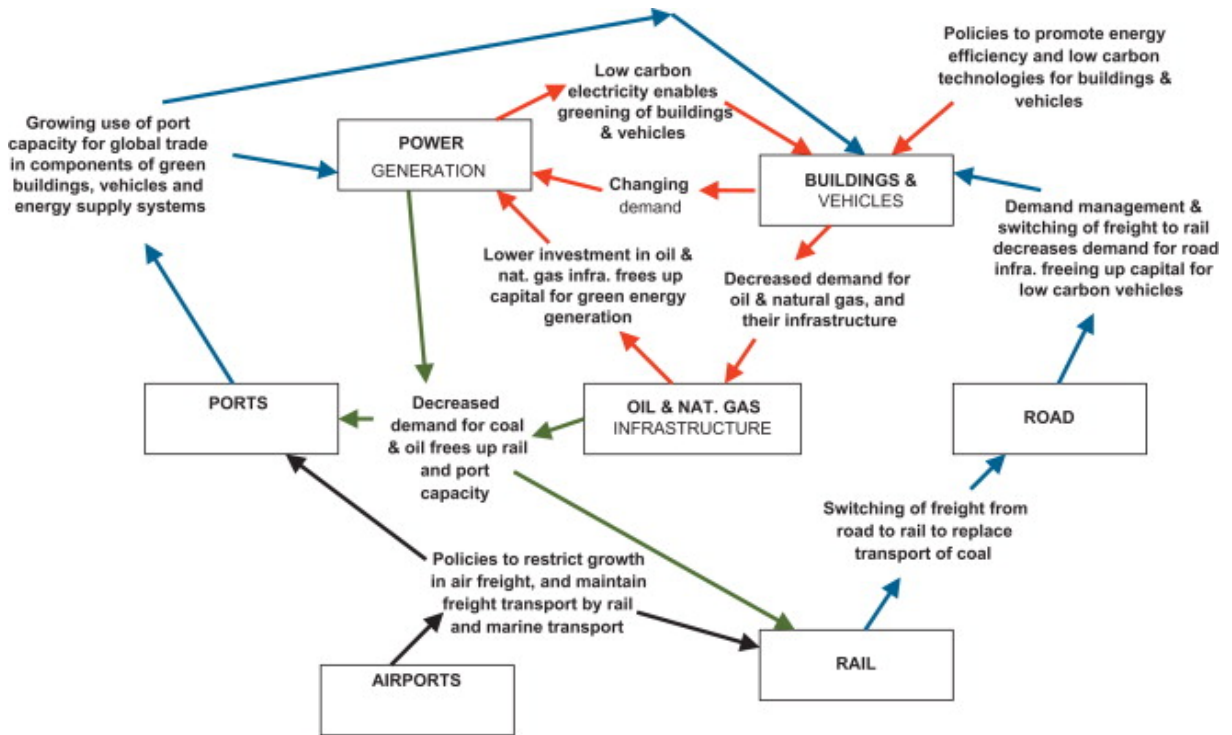 Policies to promote energy
efficiency and low carbon
technologies for buildings &
vehicles
Low carbon
electricity enables
greening of buildings
& vehicles
Growing use of port
capacity for global trade
in components of green
buildings, vehicles and
energy supply systems
POWER
GENERATION
Changing
demand
BUILDINGS &
VEHICLES
Demand management &
switching of freight to rail
decreases demand for road
infra. freeing up capital for
low carbon vehicles
Lower investment in oil &
nat. gas infra. frees up
capital for green energy
generation
Decreased demand for
oil & natural gas, and
their infrastructure
PORTS
Decreased
demand for coal
& oil frees up rail
and port
capacity
OIL & NAT. GAS
INFRASTRUCTURE
ROAD
Switching of freight from
road to rail to replace
transport of coal
Policies to restrict growth
in air freight, and maintain
freight transport by rail
and marine transport
AIRPORTS
RAIL